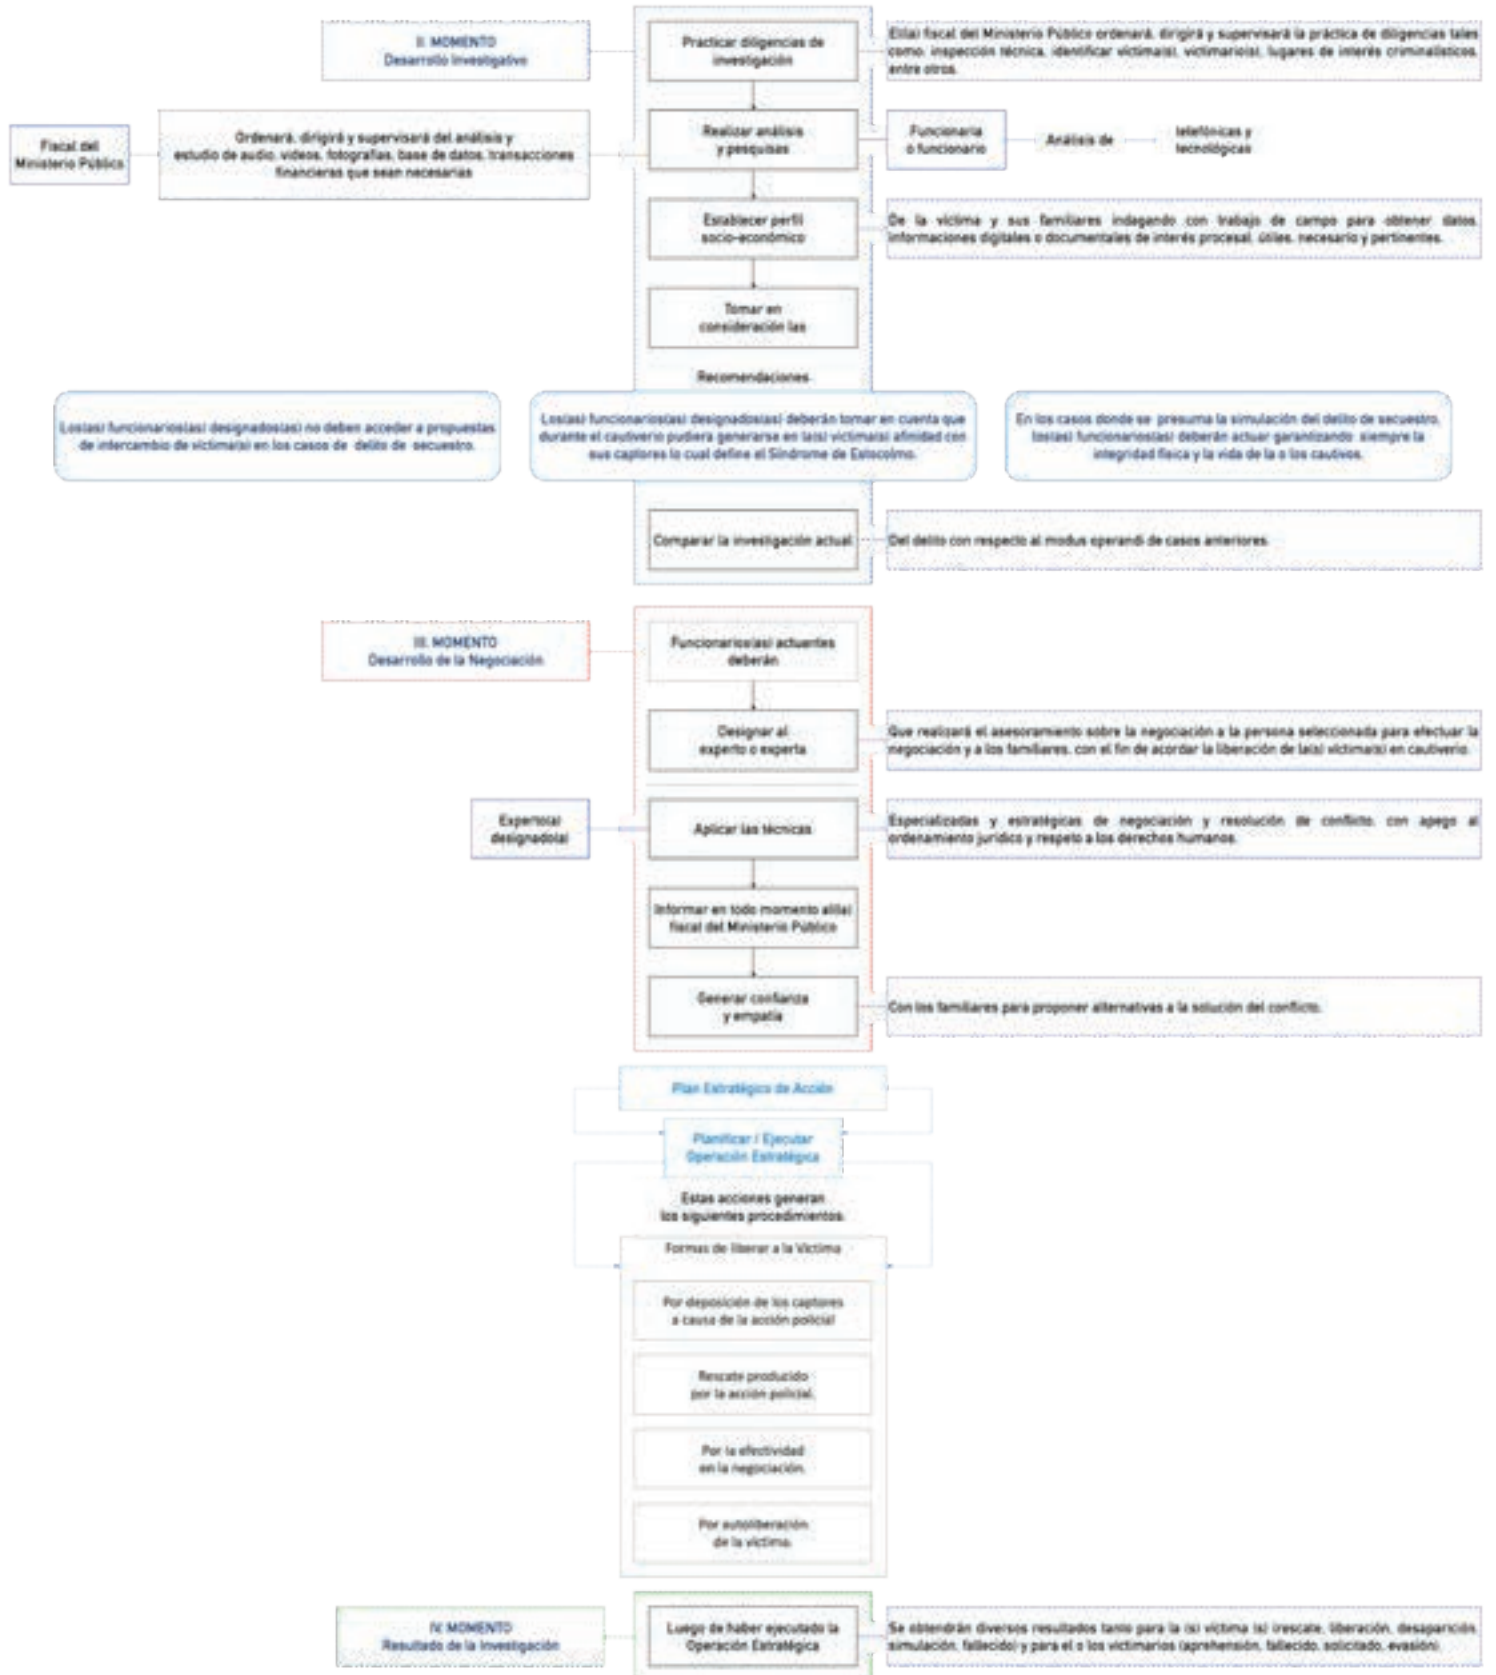 II. MOMENTO
Desarrollo Investigativo
Practicar diligencias de
investigación
El(la) fiscal del Ministerio Público ordenará, dirigirá y supervisará la práctica de diligencias tales
como: inspección técnica, identificar víctima(s), victimario(s), lugares de interés criminalísticos,
entre otros.
Fiscal del
Ministerio Público
Ordenará, dirigirá y supervisará del análisis y
estudio de audio, videos, fotografías, base de datos, transacciones
financieras que sean necesarias
Realizar análisis
y pesquisas
Funcionaria
o funcionario
Análisis de
telefónicas y
tecnológicas
Establecer perfil
socio-económico
De la víctima y sus familiares indagando con trabajo de campo para obtener datos,
informaciones digitales o documentales de interés procesal, útiles, necesario y pertinentes.
Tomar en
consideración las
Recomendaciones
Los(as) funcionarios(as) designados(as) no deben acceder a propuestas
de intercambio de víctima(s) en los casos de delito de secuestro.
Los(as) funcionarios(as) designados(as) deberán tomar en cuenta que
durante el cautiverio pudiera generarse en la(s) víctima(s) afinidad con
sus captores lo cual define el Síndrome de Estocolmo.
En los casos donde se presuma la simulación del delito de secuestro,
los(as) funcionarios(as) deberán actuar garantizando siempre la
integridad física y la vida de la o los cautivos.
Comparar la investigación actual
Del delito con respecto al modus operandi de casos anteriores.
III. MOMENTO
Desarrollo de la Negociación
Funcionarios(as) actuantes
deberán
Designar al
experto o experta
Que realizará el asesoramiento sobre la negociación a la persona seleccionada para efectuar la
negociación y a los familiares, con el fin de acordar la liberación de la(s) víctima(s) en cautiverio.
Experto(a)
designado(a)
Aplicar las técnicas
Especializadas y estratégicas de negociación y resolución de conflicto, con apego al
ordenamiento jurídico y respeto a los derechos humanos.
Informar en todo momento al(la)
fiscal del Ministerio Público
Generar confianza
y empatía
Con los familiares para proponer alternativas a la solución del conflicto.
Plan Estratégico de Acción
Planificar / Ejecutar
Operación Estratégica
Estas acciones generan
los siguientes procedimientos:
Formas de liberar a la Víctima
Por deposición de los captores
a causa de la acción policial
Rescate producido
por la acción policial.
Por la efectividad
en la negociación.
Por autoliberación
de la víctima.
IV. MOMENTO
Resultado de la Investigación
Luego de haber ejecutado la
Operación Estratégica
Se obtendrán diversos resultados tanto para la (s) víctima (s) (rescate, liberación, desaparición,
simulación, fallecido) y para el o los victimarios (aprehensión, fallecido, solicitado, evasión).